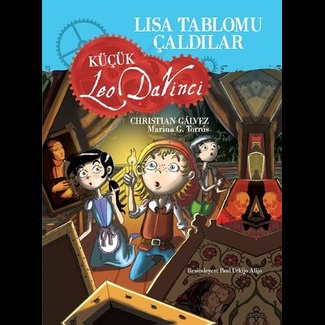 LISA TABLOMU
ÇALDILAR
KÜÇÜK
Leo DaVinci
CHRISTIAN GÁLVEZ
Marina G. Torrús
Resimleyen: Paul Urkijo Alijo